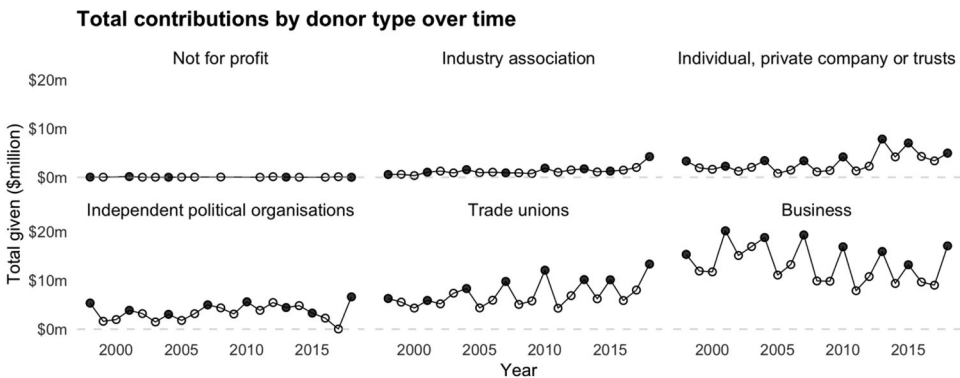 Total contributions by donor type over time
Not for profit
Industry association
Individual, private company or trusts
$20m
$10m
$0m
Independent political organisations
Trade unions
Business
$20m
$10m
$0m
Total given ($million)
2000 2005 2010 2015
2000 2005 2010 2015
2000 2005 2010 2015
Year